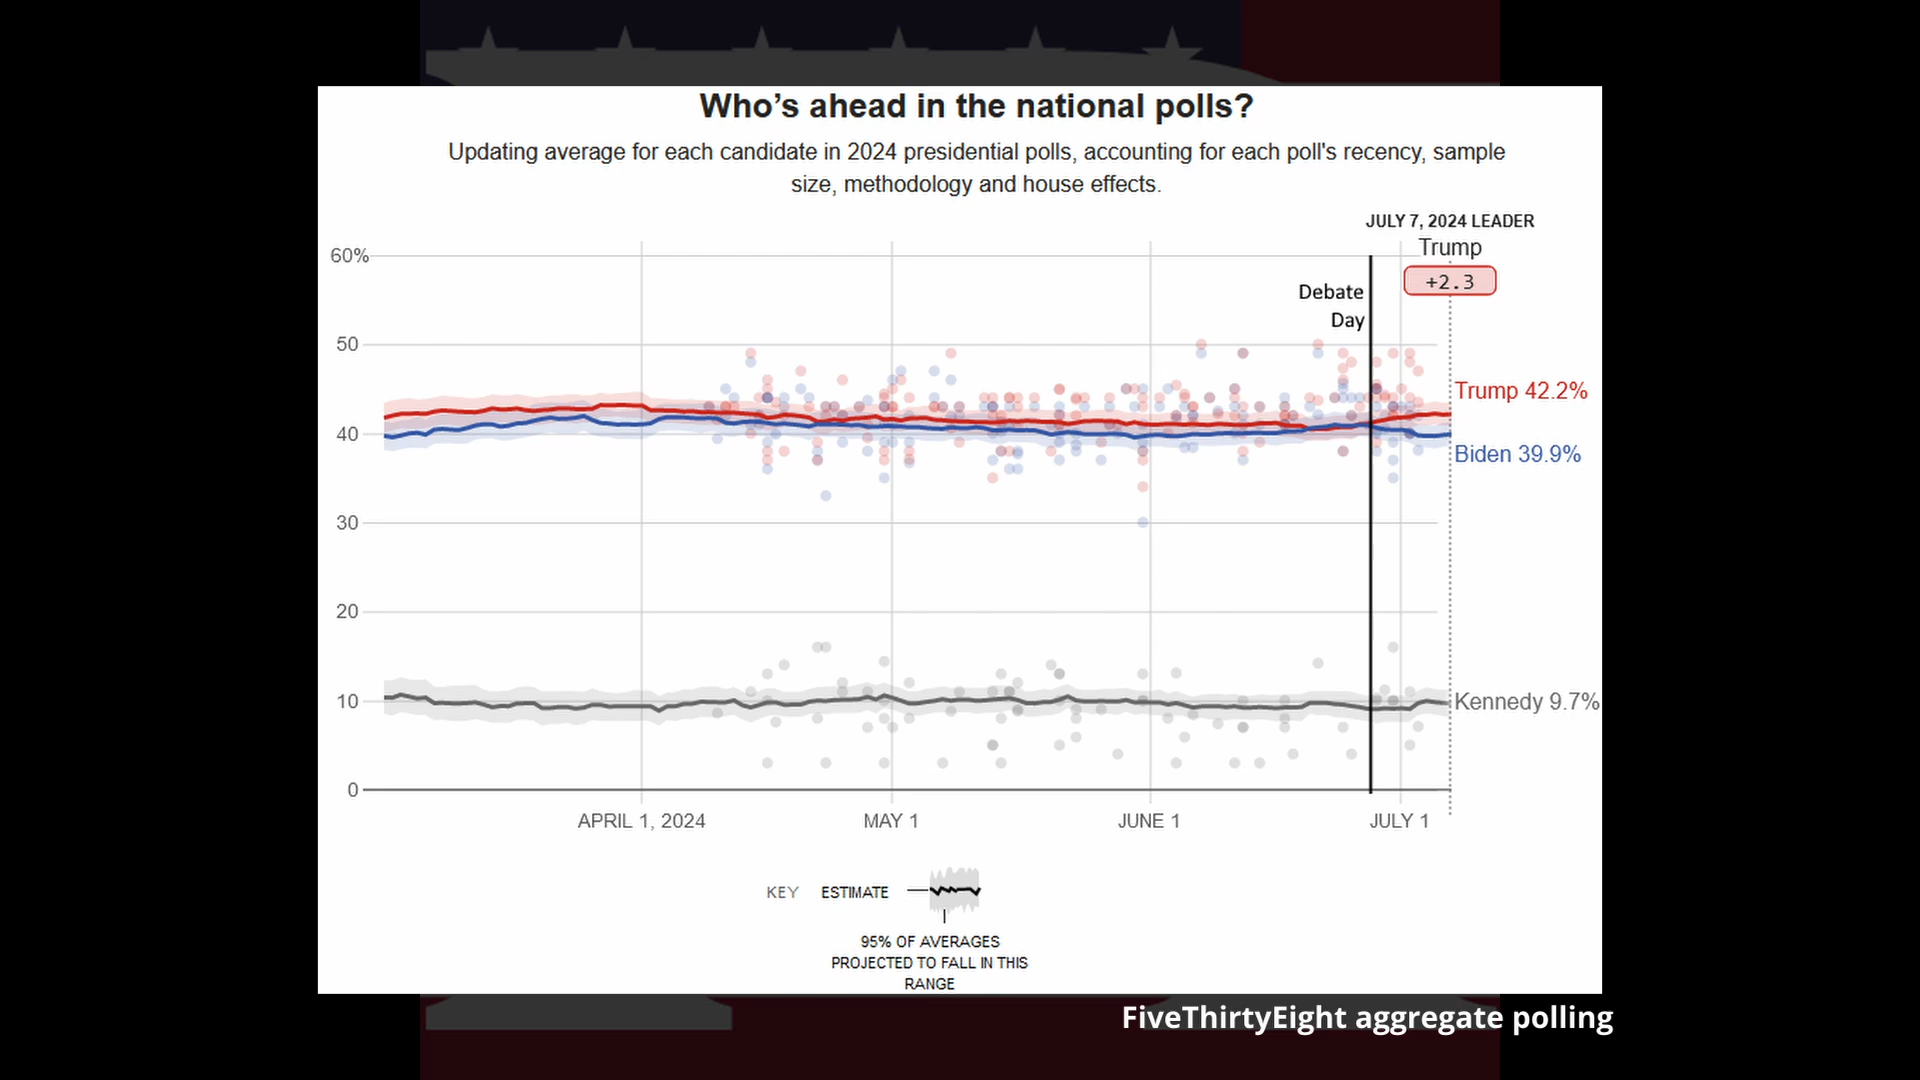 Who’s ahead in the national polls?
Updating average for each candidate in 2024 presidential polls, accounting for each poll's recency, sample
size, methodology and house effects.
JULY 7, 2024 LEADER
Trump
+2.3
60%
Debate
Day
50
Trump 42.2%
40
Biden 39.9%
30
20
10
Kennedy 9.7%
0
APRIL 1, 2024 MAY 1 JUNE 1 JULY 1
KEY ESTIMATE
95% OF AVERAGES
PROJECTED TO FALL IN THIS
RANGE
FiveThirtyEight aggregate polling